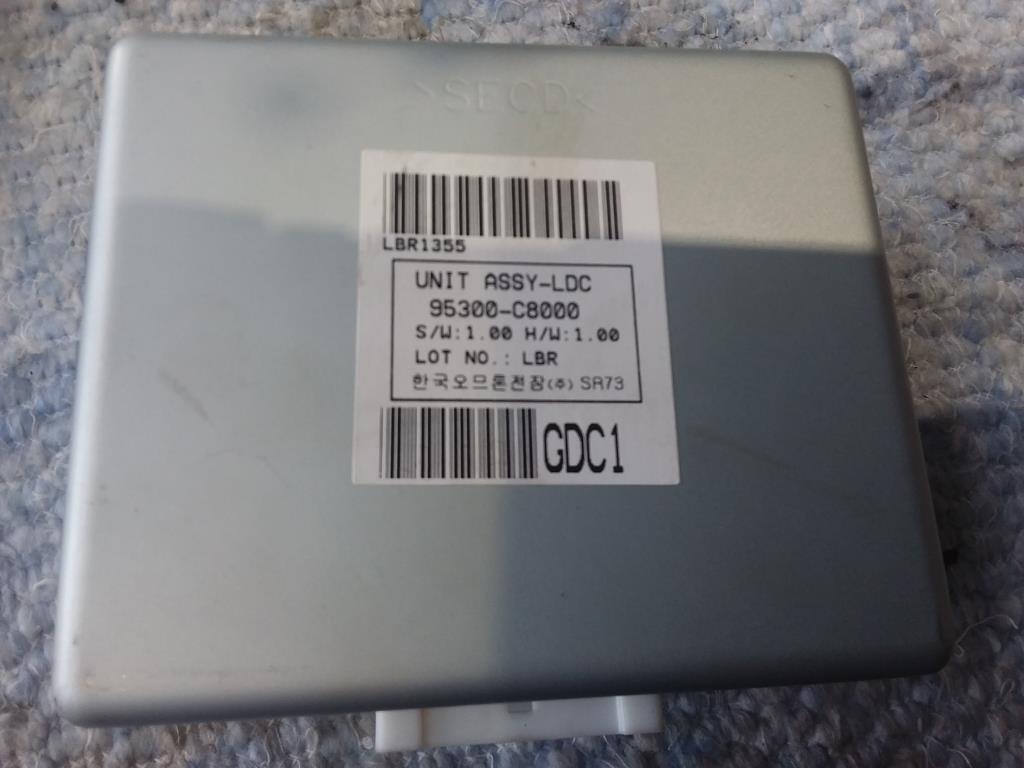 >SECD<
LBR1355
UNIT ASSY-LDC
95300-C8000
S/W:1.00 H/W:1.00
LOT NO.: LBR
한국오므론전장(주) SR73
GDC1